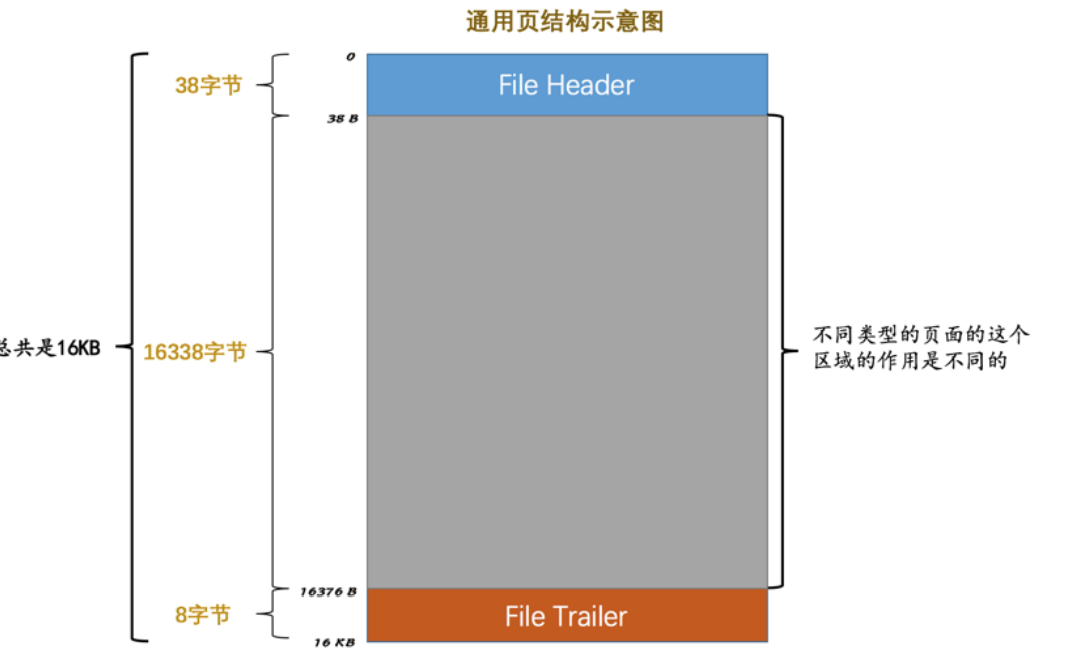 通用页结构示意图
0
38字节
File Header
38 B
不同类型的页面的这个
区域的作用是不同的
总共是16KB
16338字节
16376 B
8字节
File Trailer
16 KB